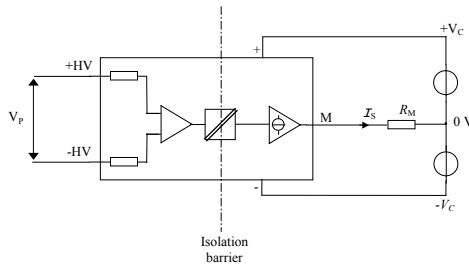 +V_C
+
+HV
V_P
M
I_S
R_M
0 V
-HV
-
-V_C
Isolation
barrier